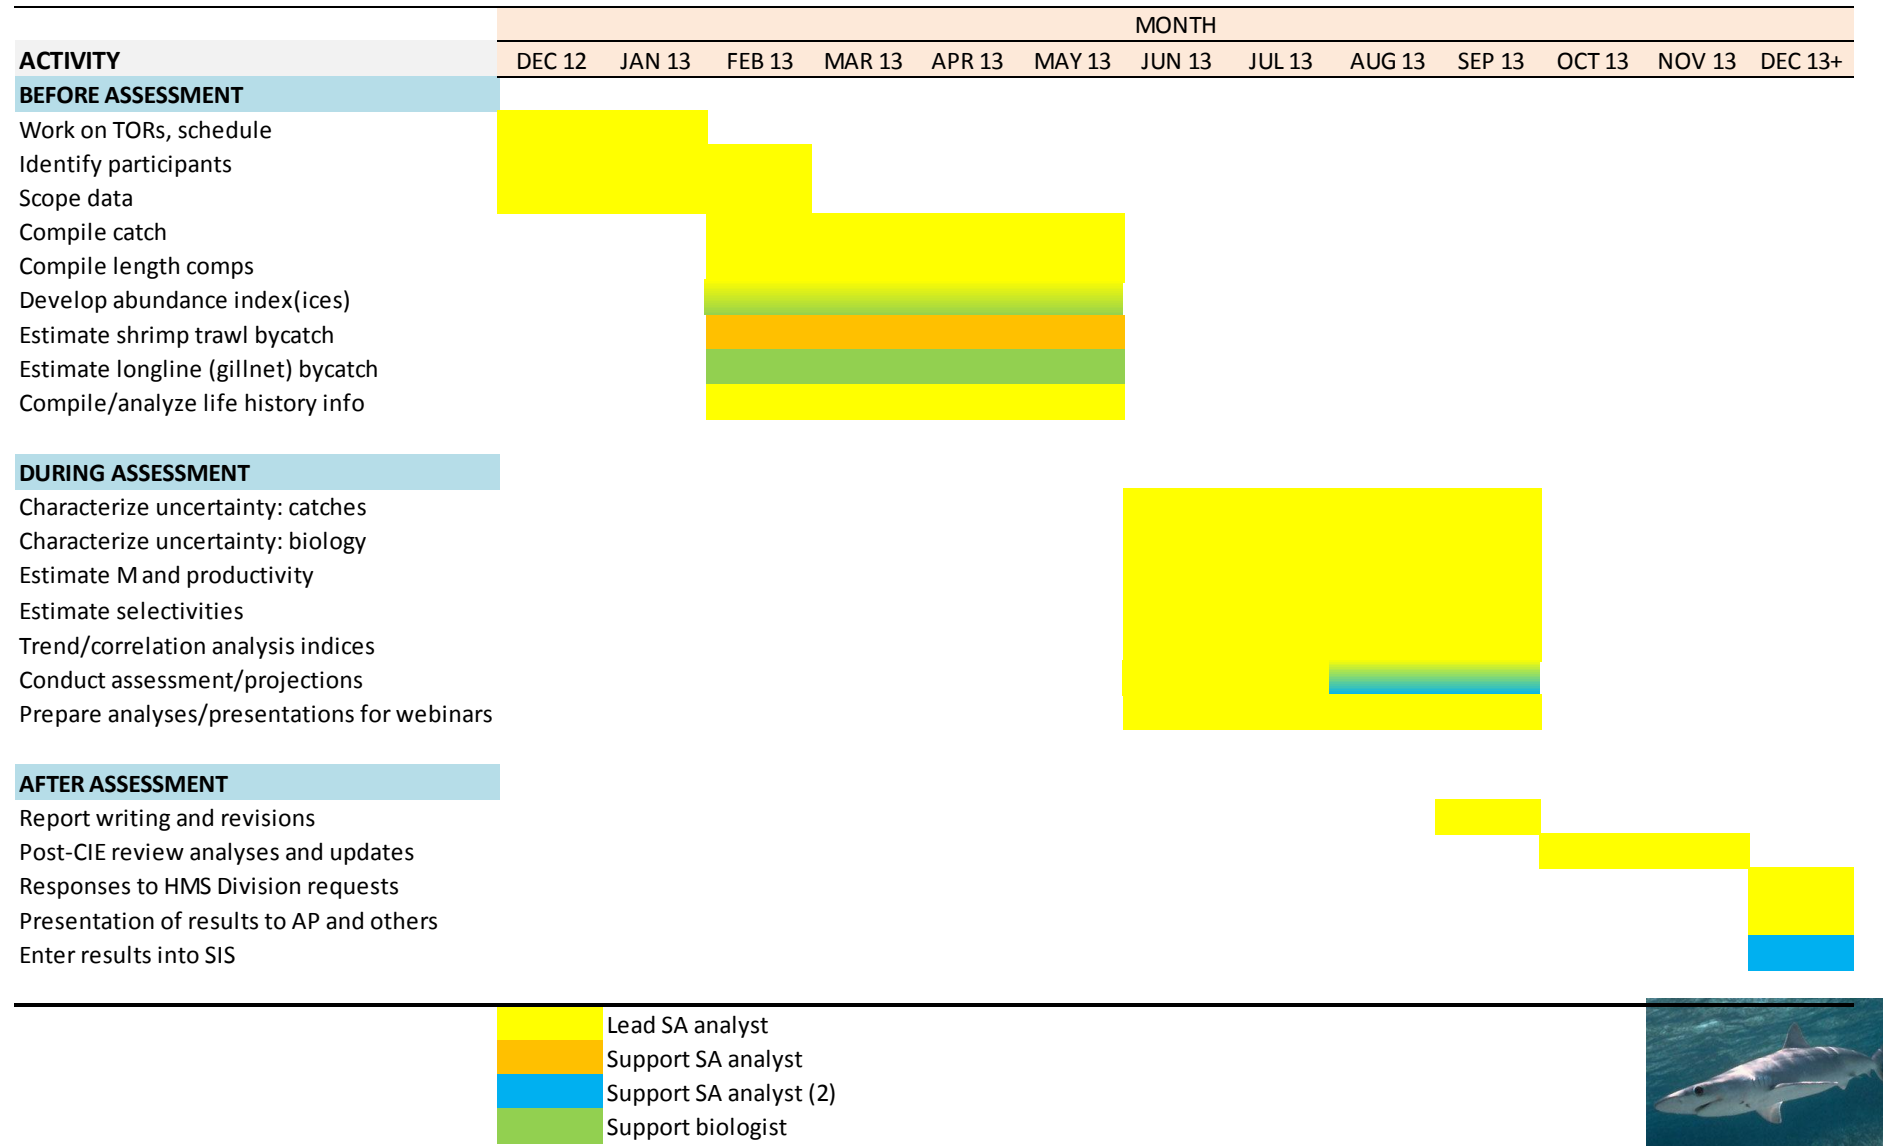 MONTH
ACTIVITY DEC 12 JAN 13 FEB 13 MAR 13 APR 13 MAY 13 JUN 13 JUL 13 AUG 13 SEP 13 OCT 13 NOV 13 DEC 13+
BEFORE ASSESSMENT
Work on TORs, schedule
Identify participants
Scope data
Compile catch
Compile length comps
Develop abundance index(ices)
Estimate shrimp trawl bycatch
Estimate longline (gillnet) bycatch
Compile/analyze life history info
DURING ASSESSMENT
Characterize uncertainty: catches
Characterize uncertainty: biology
Estimate M and productivity
Estimate selectivities
Trend/correlation analysis indices
Conduct assessment/projections
Prepare analyses/presentations for webinars
AFTER ASSESSMENT
Report writing and revisions
Post-CIE review analyses and updates
Responses to HMS Division requests
Presentation of results to AP and others
Enter results into SIS
Lead SA analyst
Support SA analyst
Support SA analyst (2)
Support biologist